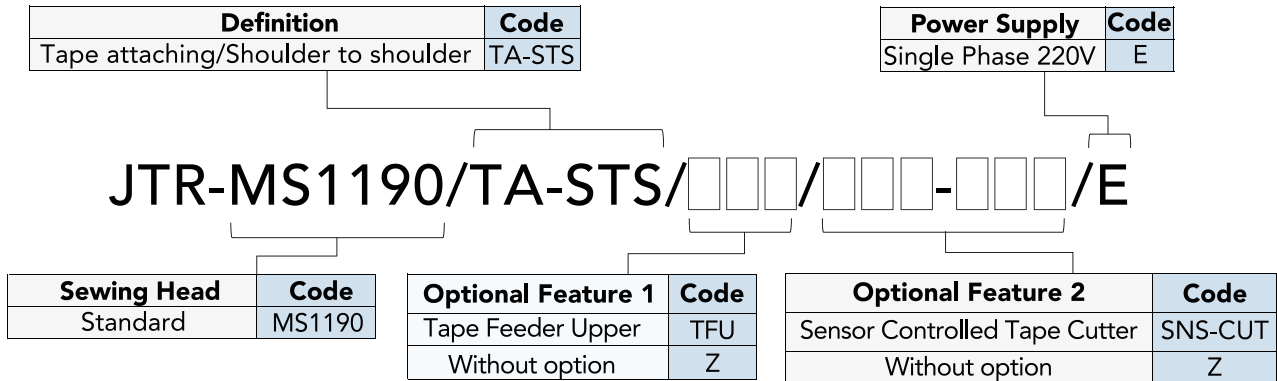 Definition Code
Tape attaching/Shoulder to shoulder TA-STS
Power Supply Code
Single Phase 220V E
JTR-MS1190/TA-STS/□□□/□□□-□□□/E
Sewing Head Code
Standard MS1190
Optional Feature 1 Code
Tape Feeder Upper TFU
Without option Z
Optional Feature 2 Code
Sensor Controlled Tape Cutter SNS-CUT
Without option Z